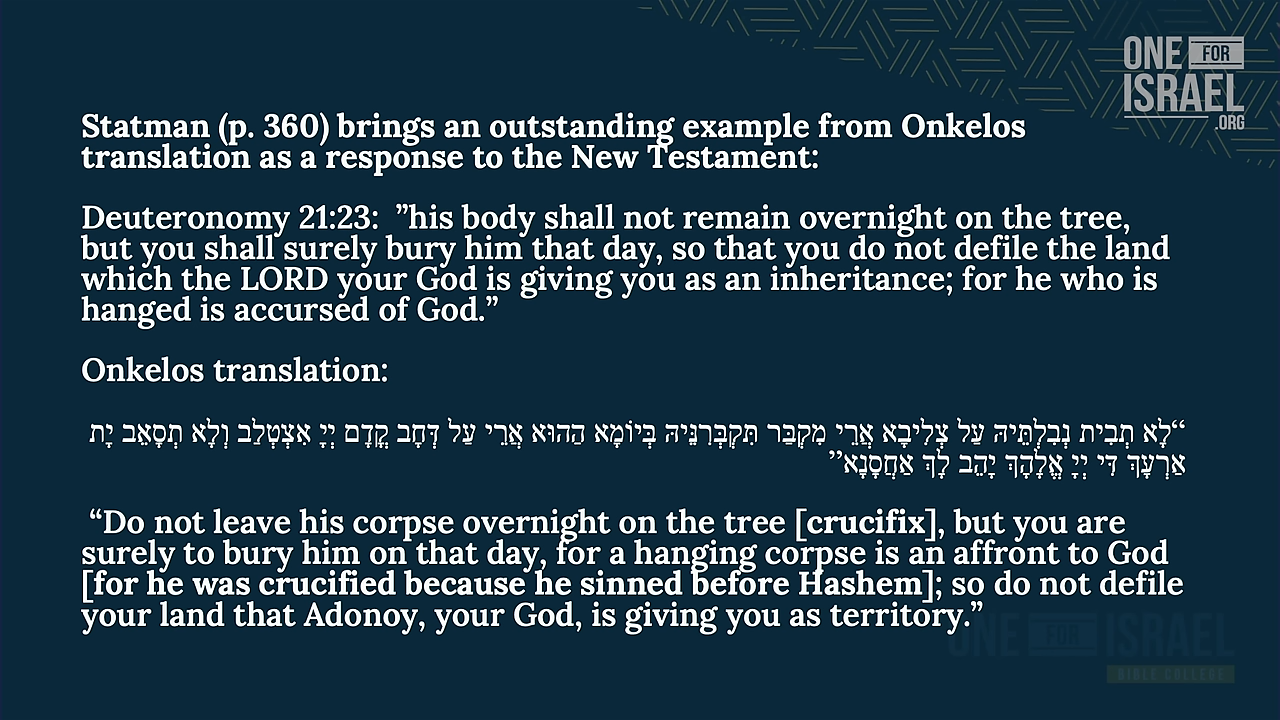 ONE FOR
ISRAEL
.ORG
Statman (p. 360) brings an outstanding example from Onkelos
translation as a response to the New Testament:
Deuteronomy 21:23: ”his body shall not remain overnight on the tree,
but you shall surely bury him that day, so that you do not defile the land
which the LORD your God is giving you as an inheritance; for he who is
hanged is accursed of God.”
Onkelos translation:
“לָא תְבִית נְבִלְתֵּיהּ עַל צְלִיבָא אֲרֵי מִקְבַּר תִּקְבְּרִנֵּיהּ בְּיוֹמָא הַהוּא אֲרֵי עַל דְּחָב קֳדָם יְיָ אִצְטְלֵב וְלָא תְסָאֵב יָת
אַרְעָךְ דִּי יְיָ אֱלָהָךְ יָהֵב לָךְ אַחְסָנָא”
“Do not leave his corpse overnight on the tree [crucifix], but you are
surely to bury him on that day, for a hanging corpse is an affront to God
[for he was crucified because he sinned before Hashem]; so do not defile
your land that Adonoy, your God, is giving you as territory.”
ONE FOR ISRAEL
BIBLE COLLEGE